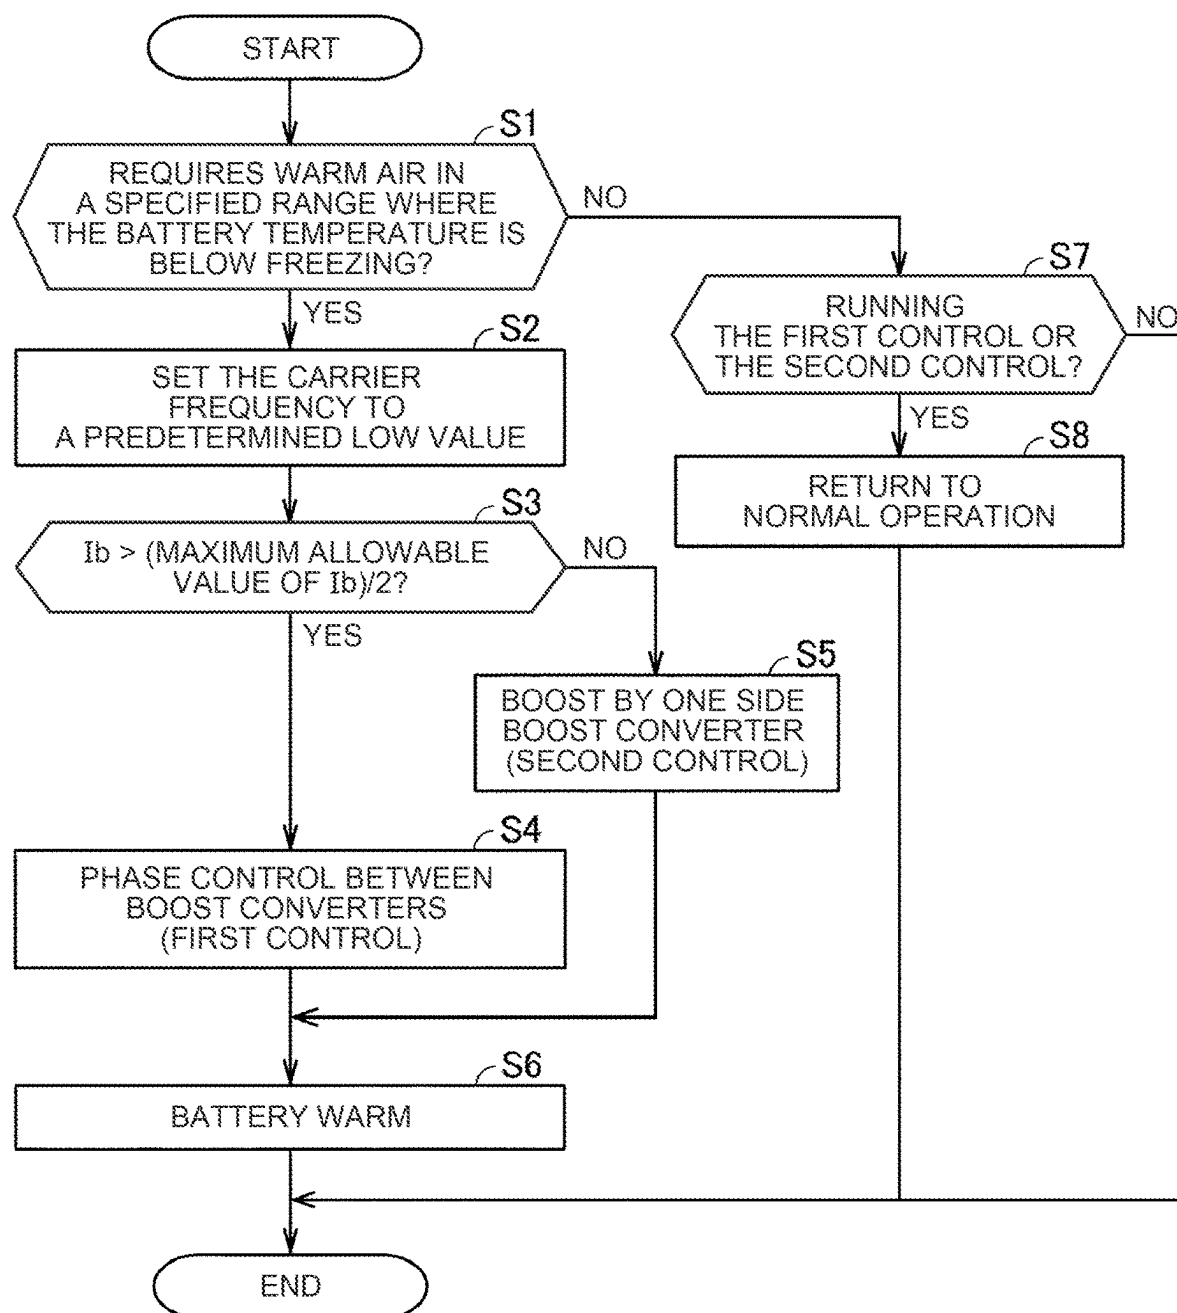 START
S1
REQUIRES WARM AIR IN
A SPECIFIED RANGE WHERE
THE BATTERY TEMPERATURE IS
BELOW FREEZING?
NO
YES
S7
RUNNING
THE FIRST CONTROL OR
THE SECOND CONTROL?
NO
YES
S2
SET THE CARRIER
FREQUENCY TO
A PREDETERMINED LOW VALUE
S8
RETURN TO
NORMAL OPERATION
S3
Ib > (MAXIMUM ALLOWABLE
VALUE OF Ib)/2?
NO
YES
S5
BOOST BY ONE SIDE
BOOST CONVERTER
(SECOND CONTROL)
S4
PHASE CONTROL BETWEEN
BOOST CONVERTERS
(FIRST CONTROL)
S6
BATTERY WARM
END